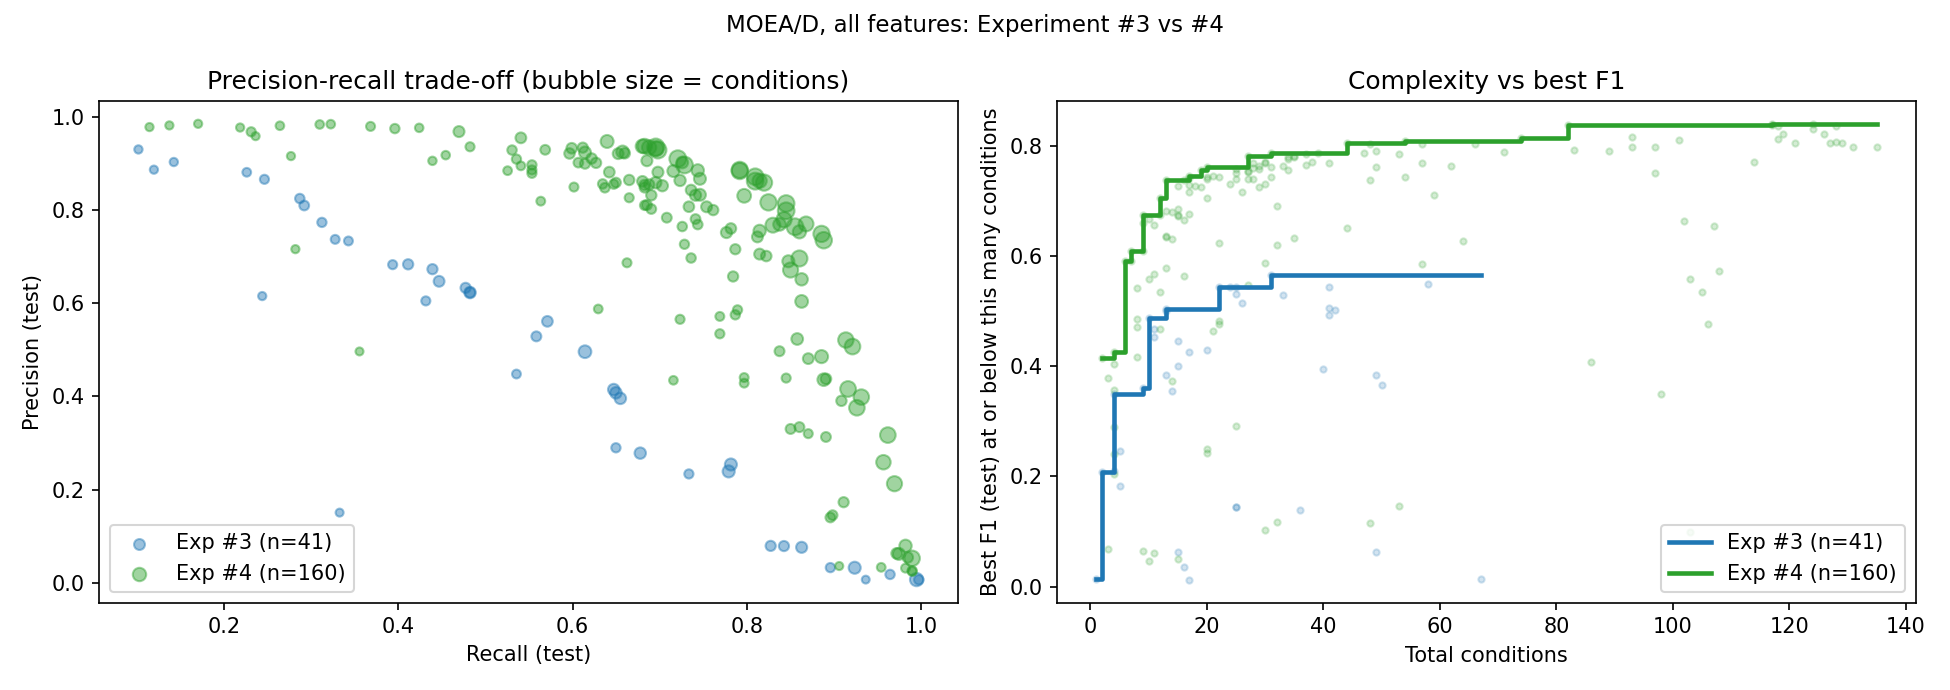 MOEA/D, all features: Experiment #3 vs #4
Precision-recall trade-off (bubble size = conditions)
Precision (test)
1.0
0.8
0.6
0.4
0.2
0.0
Exp #3 (n=41)
Exp #4 (n=160)
0.2
0.4
0.6
0.8
1.0
Recall (test)
Complexity vs best F1
Best F1 (test) at or below this many conditions
0.8
0.6
0.4
0.2
0.0
Exp #3 (n=41)
Exp #4 (n=160)
0
20
40
60
80
100
120
140
Total conditions